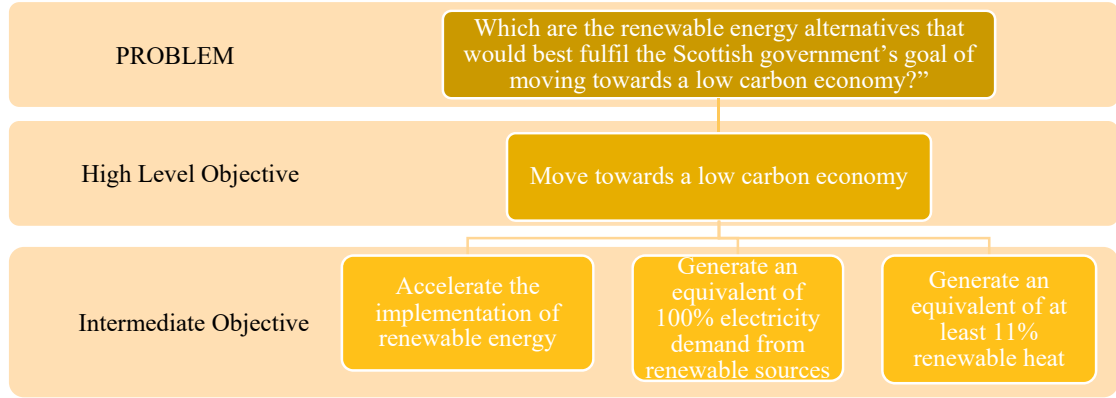 PROBLEM
Which are the renewable energy alternatives that
would best fulfil the Scottish government’s goal of
moving towards a low carbon economy?”
High Level Objective
Move towards a low carbon economy
Intermediate Objective
Accelerate the
implementation of
renewable energy
Generate an
equivalent of
100% electricity
demand from
renewable sources
Generate an
equivalent of at
least 11%
renewable heat